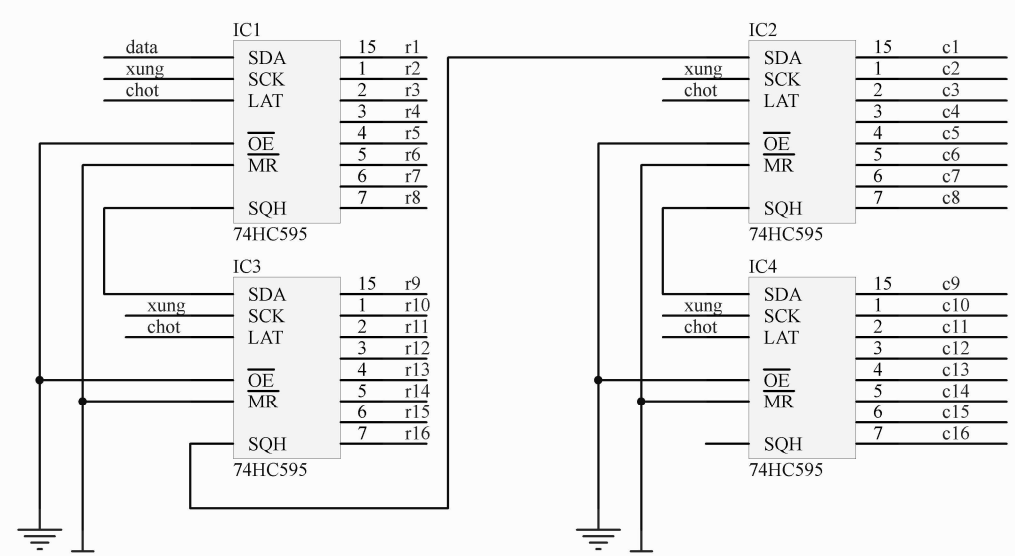 IC1
data SDA 15 r1
xung SCK 1 r2
chot LAT 2 r3
3 r4
OE 4 r5
MR 5 r6
6 r7
SQH 7 r8
74HC595
IC3
SDA 15 r9
xung SCK 1 r10
chot LAT 2 r11
3 r12
OE 4 r13
MR 5 r14
6 r15
SQH 7 r16
74HC595
IC2
SDA 15 c1
xung SCK 1 c2
chot LAT 2 c3
3 c4
OE 4 c5
MR 5 c6
6 c7
SQH 7 c8
74HC595
IC4
SDA 15 c9
xung SCK 1 c10
chot LAT 2 c11
3 c12
OE 4 c13
MR 5 c14
6 c15
SQH 7 c16
74HC595